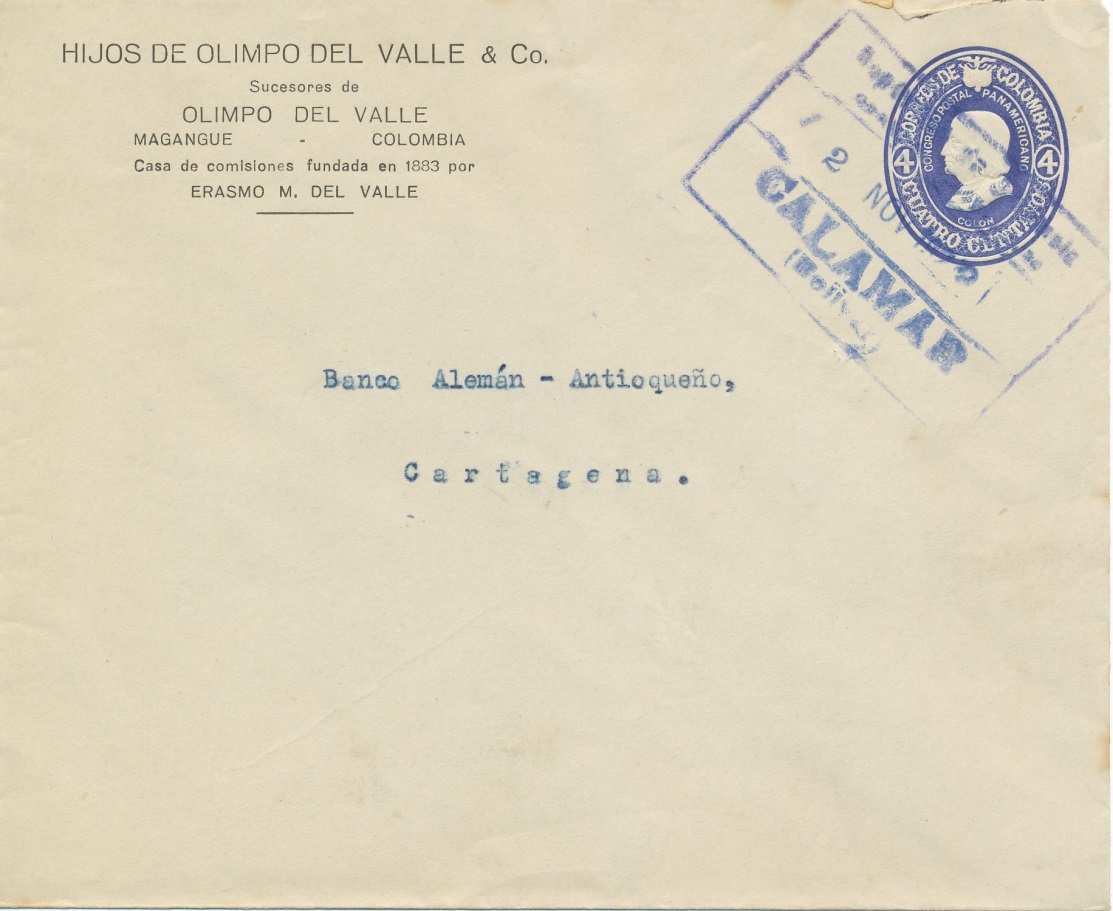 HIJOS DE OLIMPO DEL VALLE & Co.
Sucesores de
OLIMPO DEL VALLE
MAGANGUE - COLOMBIA
Casa de comisiones fundada en 1883 por
ERASMO M. DEL VALLE
CORREOS DE COLOMBIA
CONGRESO POSTAL PANAMERICANO
4 4
COLON
CUATRO CENTAVOS
2 NOV
CALAMAR
Banco Alemán - Antioqueño,
Cartagena.